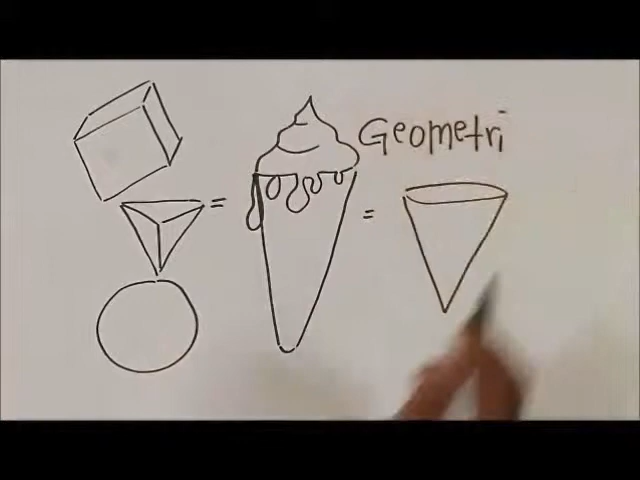 Geometri
=
=